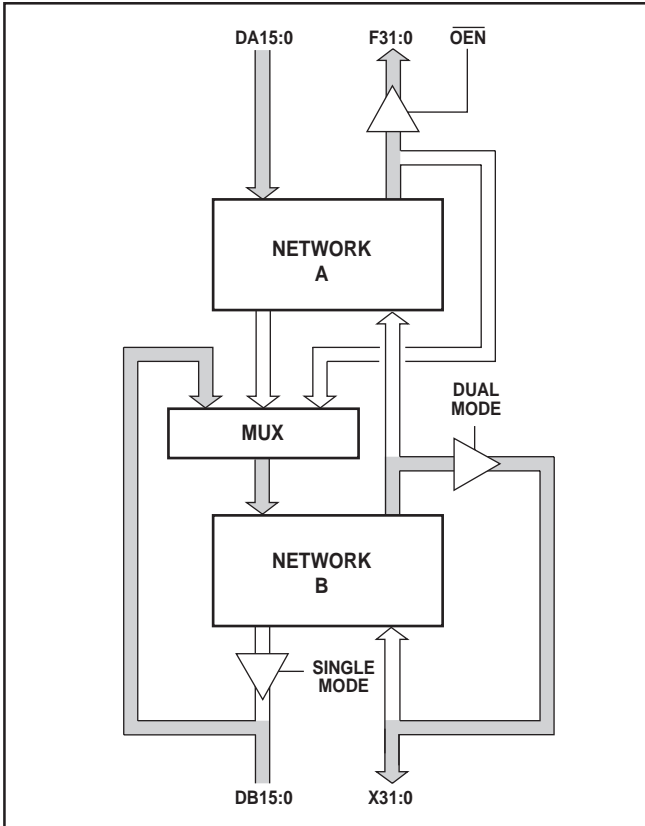 DA15:0
F31:0
OEN
NETWORK
A
DUAL
MODE
MUX
NETWORK
B
SINGLE
MODE
DB15:0
X31:0